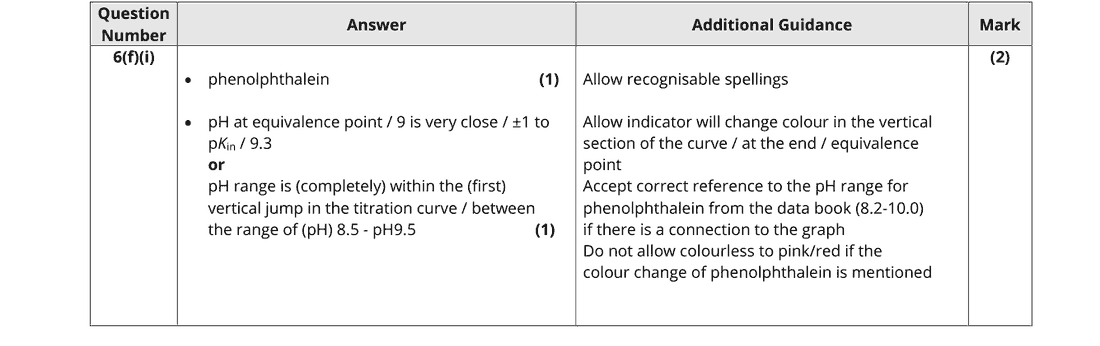 Question
Number
Answer
Additional Guidance
Mark
6(f)(i)
(2)
• phenolphthalein (1)
Allow recognisable spellings
• pH at equivalence point / 9 is very close / ±1 to
pKin / 9.3
or
pH range is (completely) within the (first)
vertical jump in the titration curve / between
the range of (pH) 8.5 - pH9.5 (1)
Allow indicator will change colour in the vertical
section of the curve / at the end / equivalence
point
Accept correct reference to the pH range for
phenolphthalein from the data book (8.2-10.0)
if there is a connection to the graph
Do not allow colourless to pink/red if the
colour change of phenolphthalein is mentioned